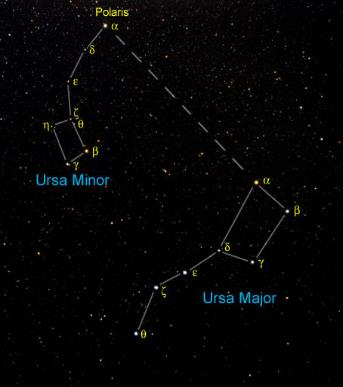 Polaris
α
δ
ε
ζ
η θ
β
γ
Ursa Minor
α
β
δ
γ
ε
ζ
Ursa Major
θ